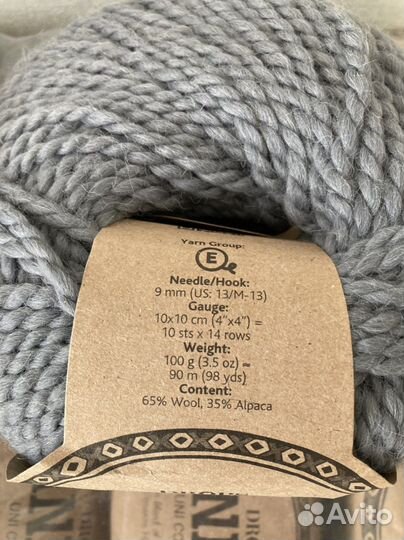 Yarn Group:
E
Needle/Hook:
9 mm (US: 13/M-13)
Gauge:
10x10 cm (4"x4") =
10 sts x 14 rows
Weight:
100 g (3.5 oz) ≈
90 m (98 yds)
Content:
65% Wool, 35% Alpaca
Avito